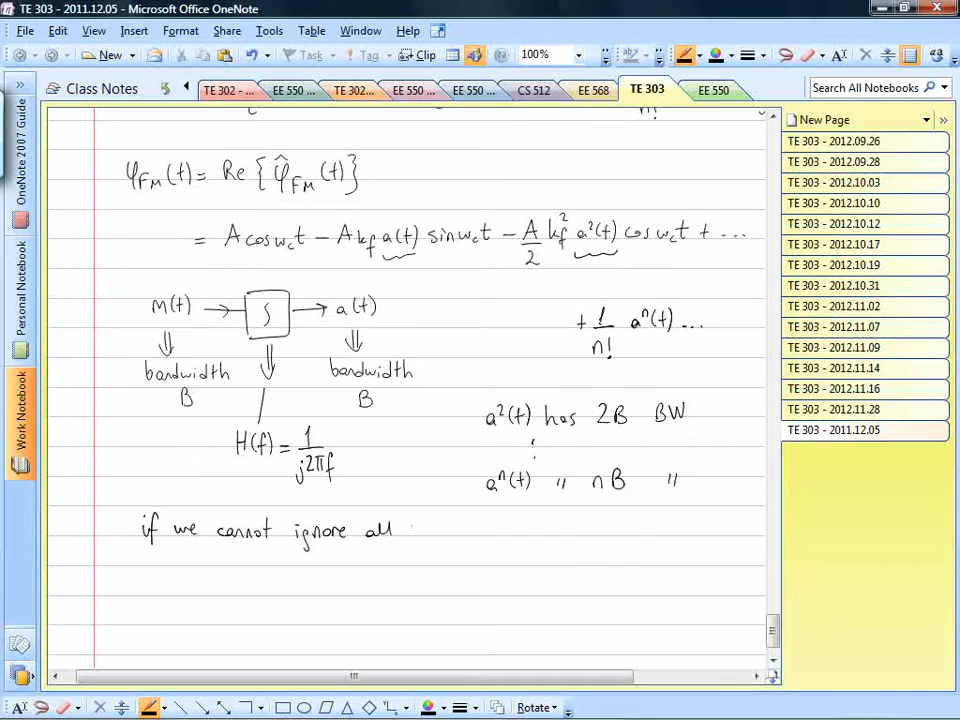 TE 303 - 2011.12.05 - Microsoft Office OneNote
File Edit View Insert Format Share Tools Table Window Help
New Task Tag Clip 100%
Class Notes TE 302 - ... EE 550 ... TE 302... EE 550 ... EE 550 ... CS 512 EE 568 TE 303 EE 550 Search All Notebooks
OneNote 2007 Guide
Personal Notebook
Work Notebook
New Page
TE 303 - 2012.09.26
TE 303 - 2012.09.28
TE 303 - 2012.10.03
TE 303 - 2012.10.10
TE 303 - 2012.10.12
TE 303 - 2012.10.17
TE 303 - 2012.10.19
TE 303 - 2012.10.31
TE 303 - 2012.11.02
TE 303 - 2012.11.07
TE 303 - 2012.11.09
TE 303 - 2012.11.14
TE 303 - 2012.11.16
TE 303 - 2012.11.28
TE 303 - 2011.12.05
φ_FM(t) = Re { φ̂_FM(t) }
= A cos w_c t - A k_f a(t) sin w_c t - A/2 k_f² a²(t) cos w_c t + ...
+ 1/n! aⁿ(t) ...
m(t) → ∫ → a(t)
bandwidth B
bandwidth B
H(f) = 1/j2πf
a²(t) has 2B BW
⋮
aⁿ(t) " nB "
if we cannot ignore all
Rotate